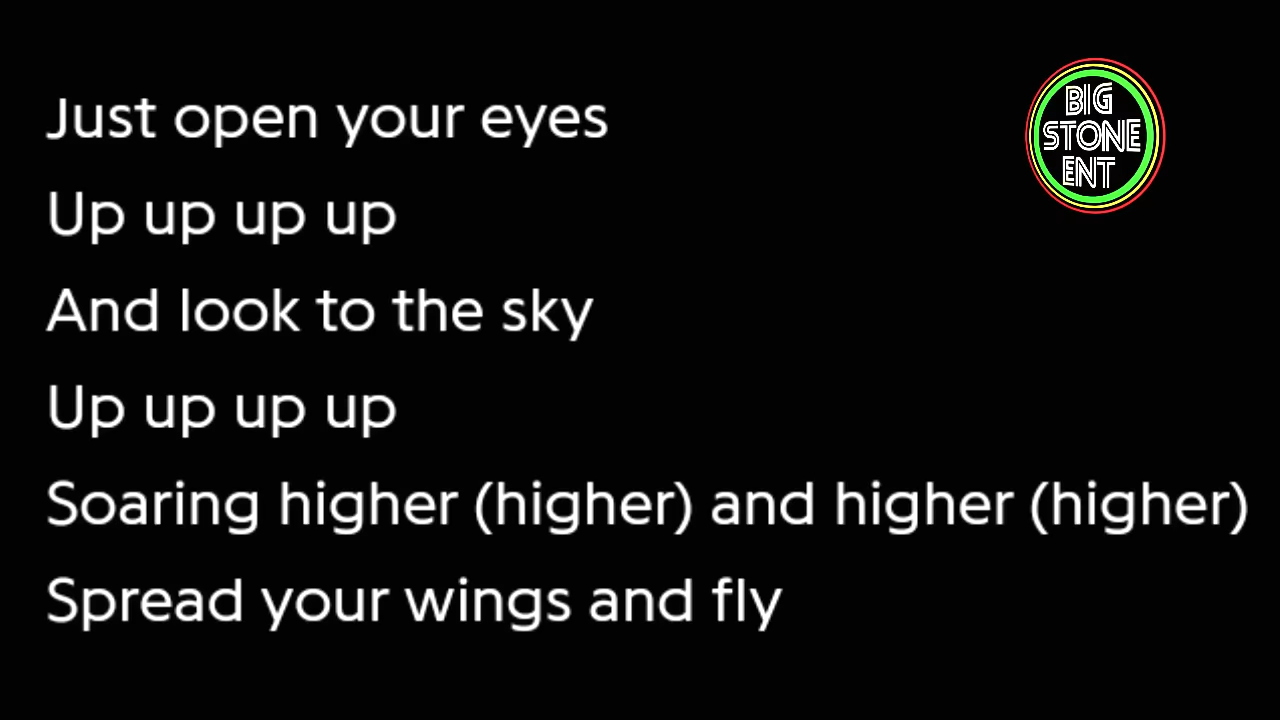 Just open your eyes
Up up up up
And look to the sky
Up up up up
Soaring higher (higher) and higher (higher)
Spread your wings and fly
BIG
STONE
ENT